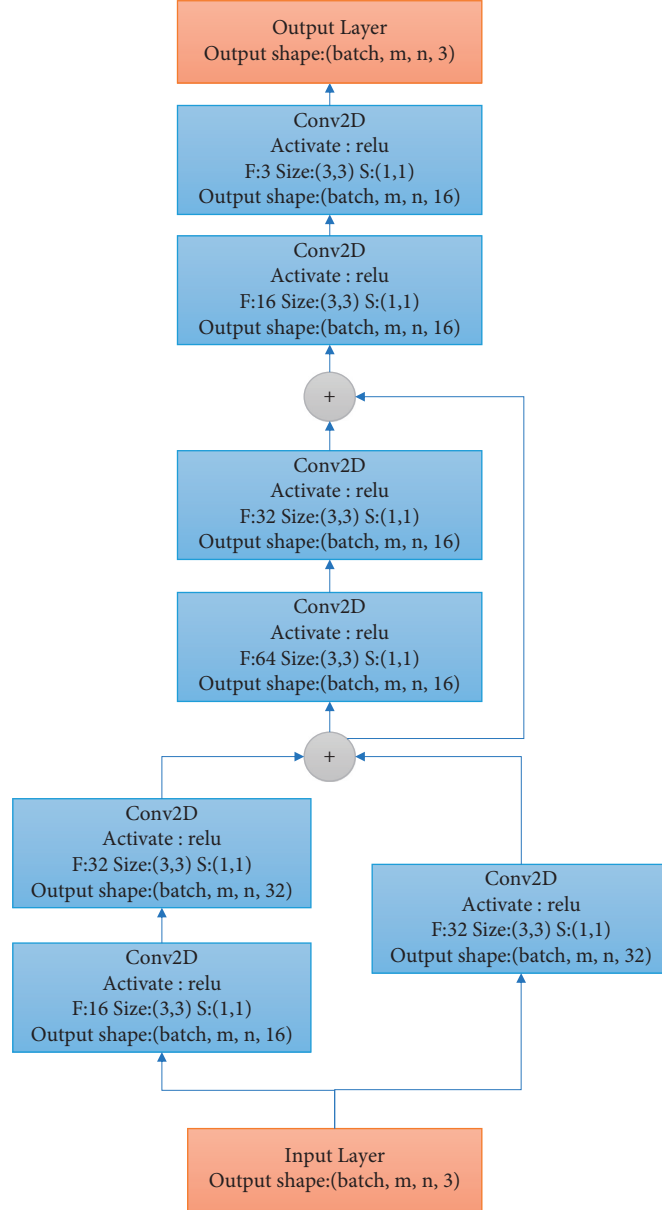 Output Layer
Output shape:(batch, m, n, 3)
Conv2D
Activate : relu
F:3 Size:(3,3) S:(1,1)
Output shape:(batch, m, n, 16)
Conv2D
Activate : relu
F:16 Size:(3,3) S:(1,1)
Output shape:(batch, m, n, 16)
+
Conv2D
Activate : relu
F:32 Size:(3,3) S:(1,1)
Output shape:(batch, m, n, 16)
Conv2D
Activate : relu
F:64 Size:(3,3) S:(1,1)
Output shape:(batch, m, n, 16)
+
Conv2D
Activate : relu
F:32 Size:(3,3) S:(1,1)
Output shape:(batch, m, n, 32)
Conv2D
Activate : relu
F:32 Size:(3,3) S:(1,1)
Output shape:(batch, m, n, 32)
Conv2D
Activate : relu
F:16 Size:(3,3) S:(1,1)
Output shape:(batch, m, n, 16)
Input Layer
Output shape:(batch, m, n, 3)